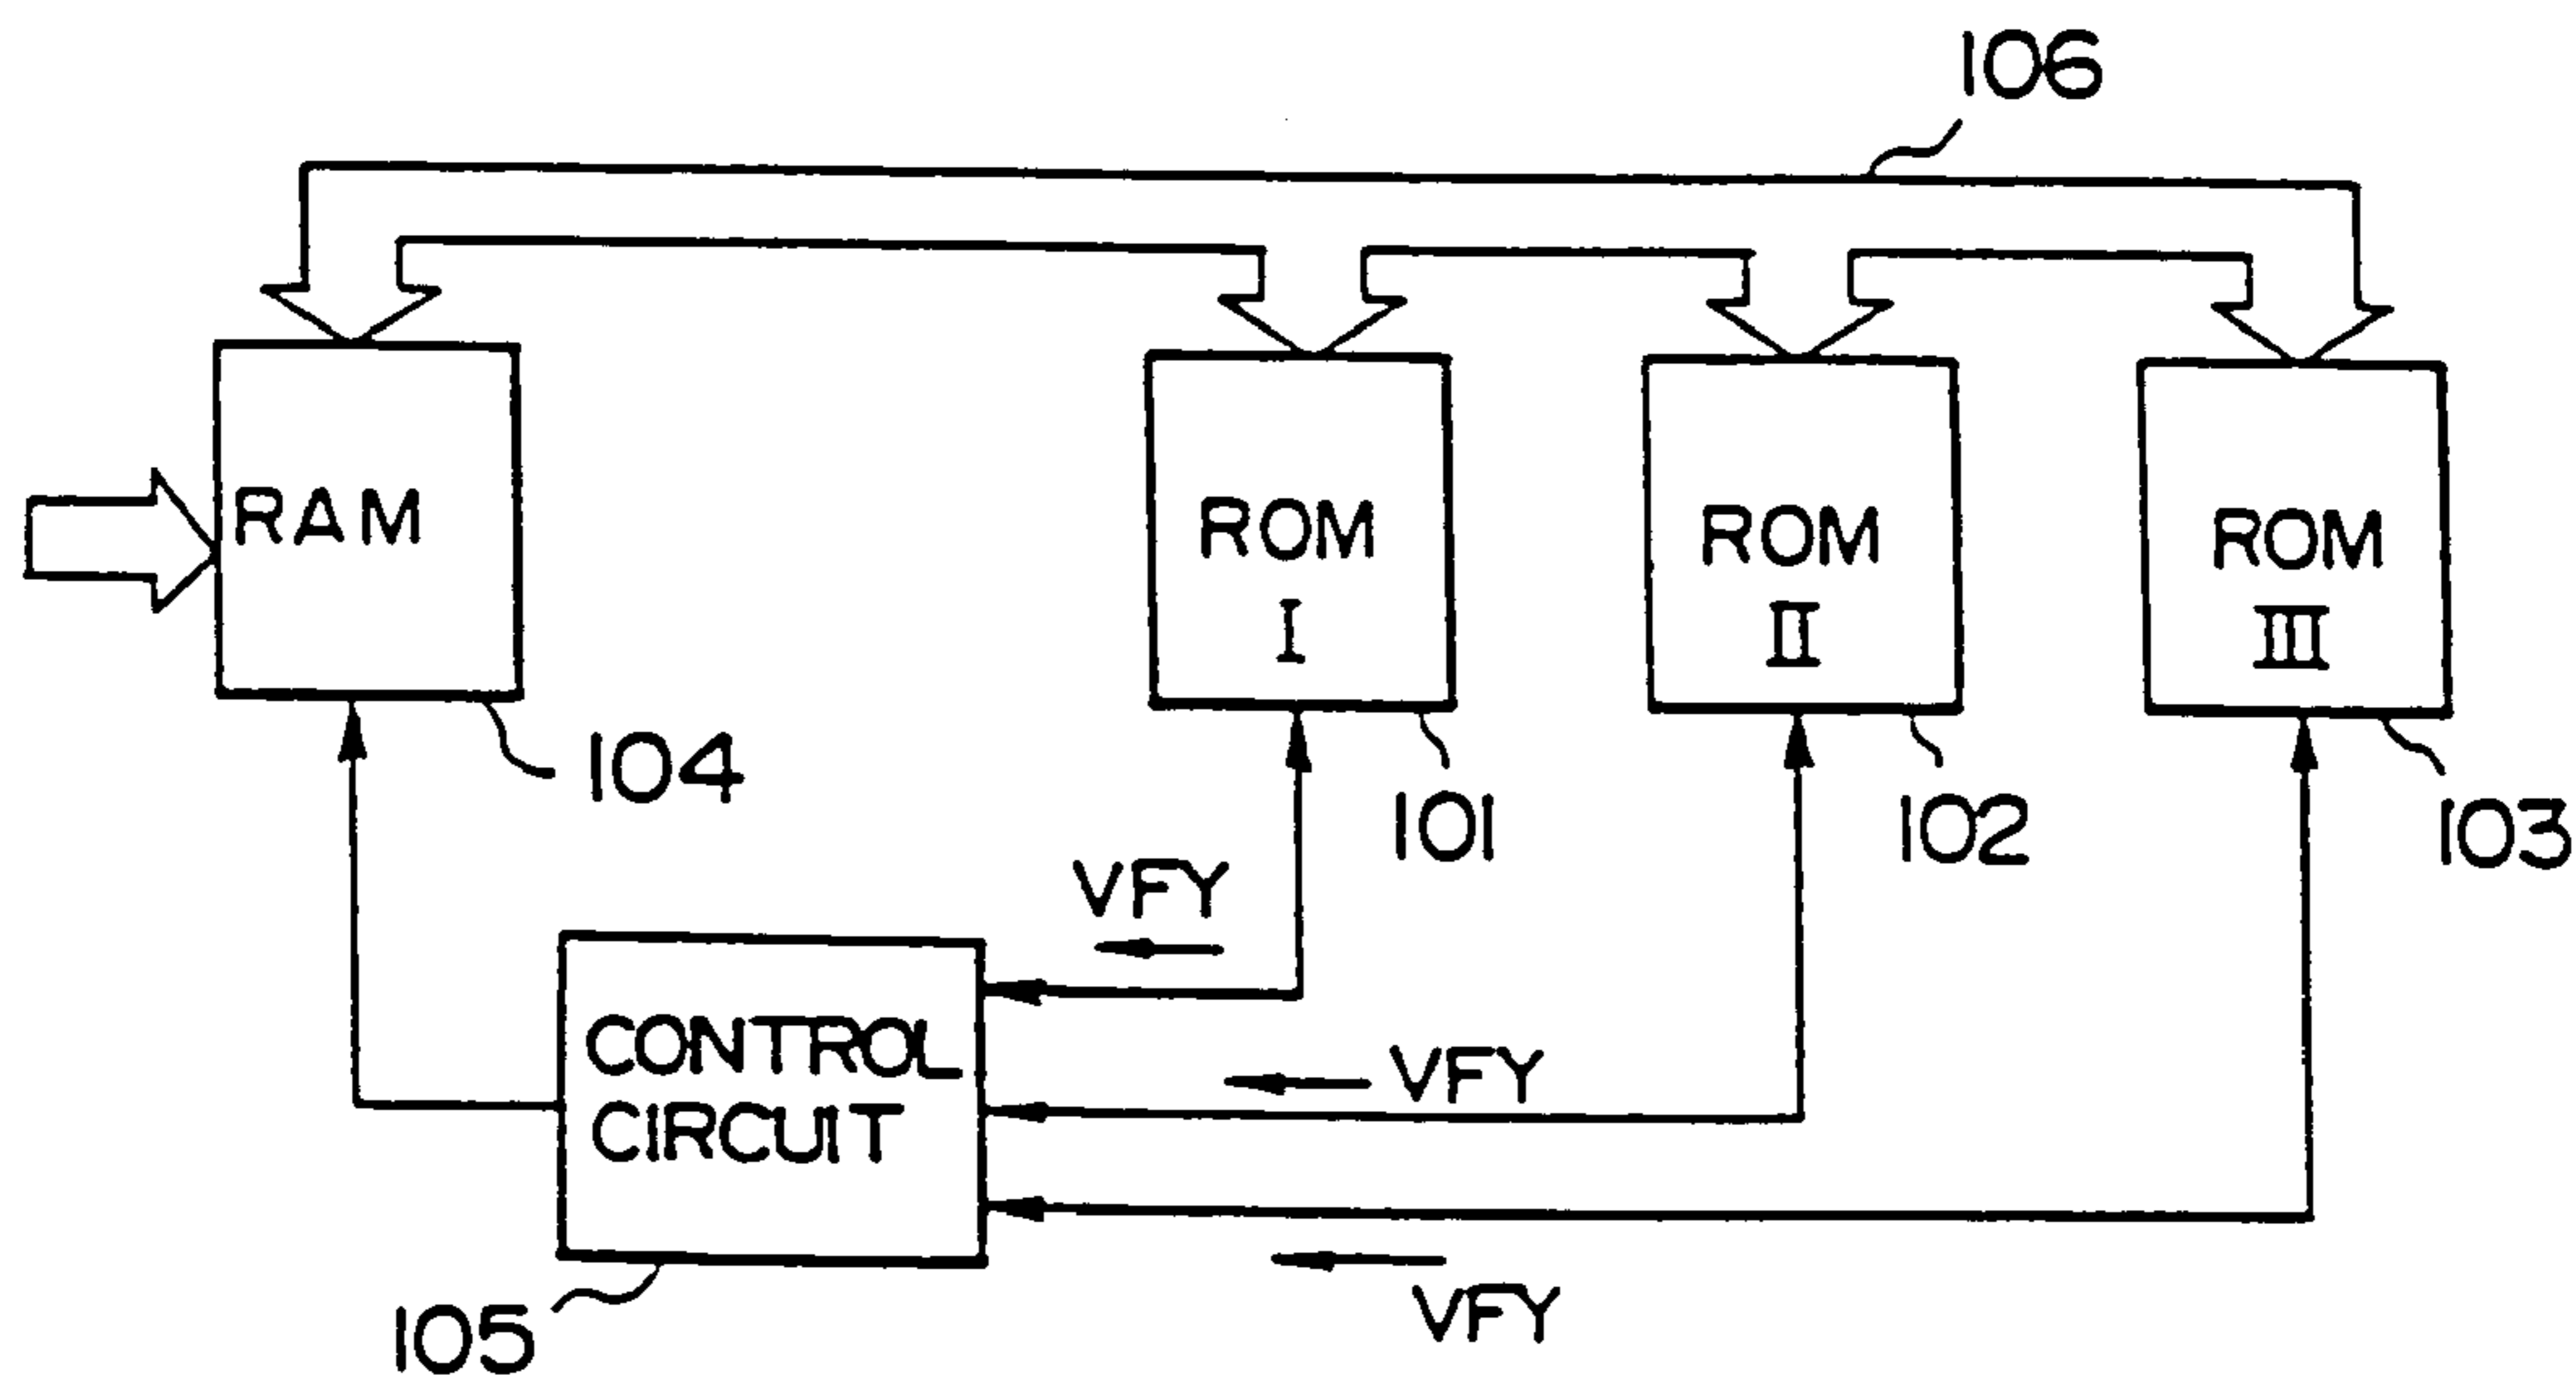 106
RAM
ROM
I
ROM
II
ROM
III
104
101
102
103
VFY
CONTROL
CIRCUIT
VFY
VFY
105